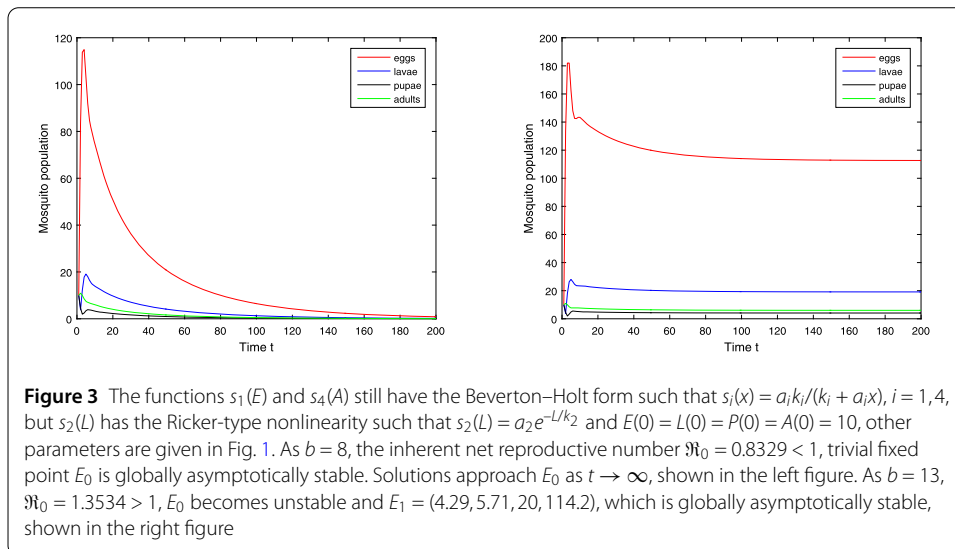 120
100
80
60
40
20
0
Mosquito population
0 20 40 60 80 100 120 140 160 180 200
Time t
eggs
lavae
pupae
adults
200
180
160
140
120
100
80
60
40
20
0
Mosquito population
0 20 40 60 80 100 120 140 160 180 200
Time t
eggs
lavae
pupae
adults
Figure 3 The functions s₁(E) and s₄(A) still have the Beverton–Holt form such that sᵢ(x) = aᵢkᵢ/(kᵢ + aᵢx), i = 1, 4,
but s₂(L) has the Ricker-type nonlinearity such that s₂(L) = a₂e^{−L/k₂} and E(0) = L(0) = P(0) = A(0) = 10, other
parameters are given in Fig. 1. As b = 8, the inherent net reproductive number ℜ₀ = 0.8329 < 1, trivial fixed
point E₀ is globally asymptotically stable. Solutions approach E₀ as t → ∞, shown in the left figure. As b = 13,
ℜ₀ = 1.3534 > 1, E₀ becomes unstable and E₁ = (4.29, 5.71, 20, 114.2), which is globally asymptotically stable,
shown in the right figure